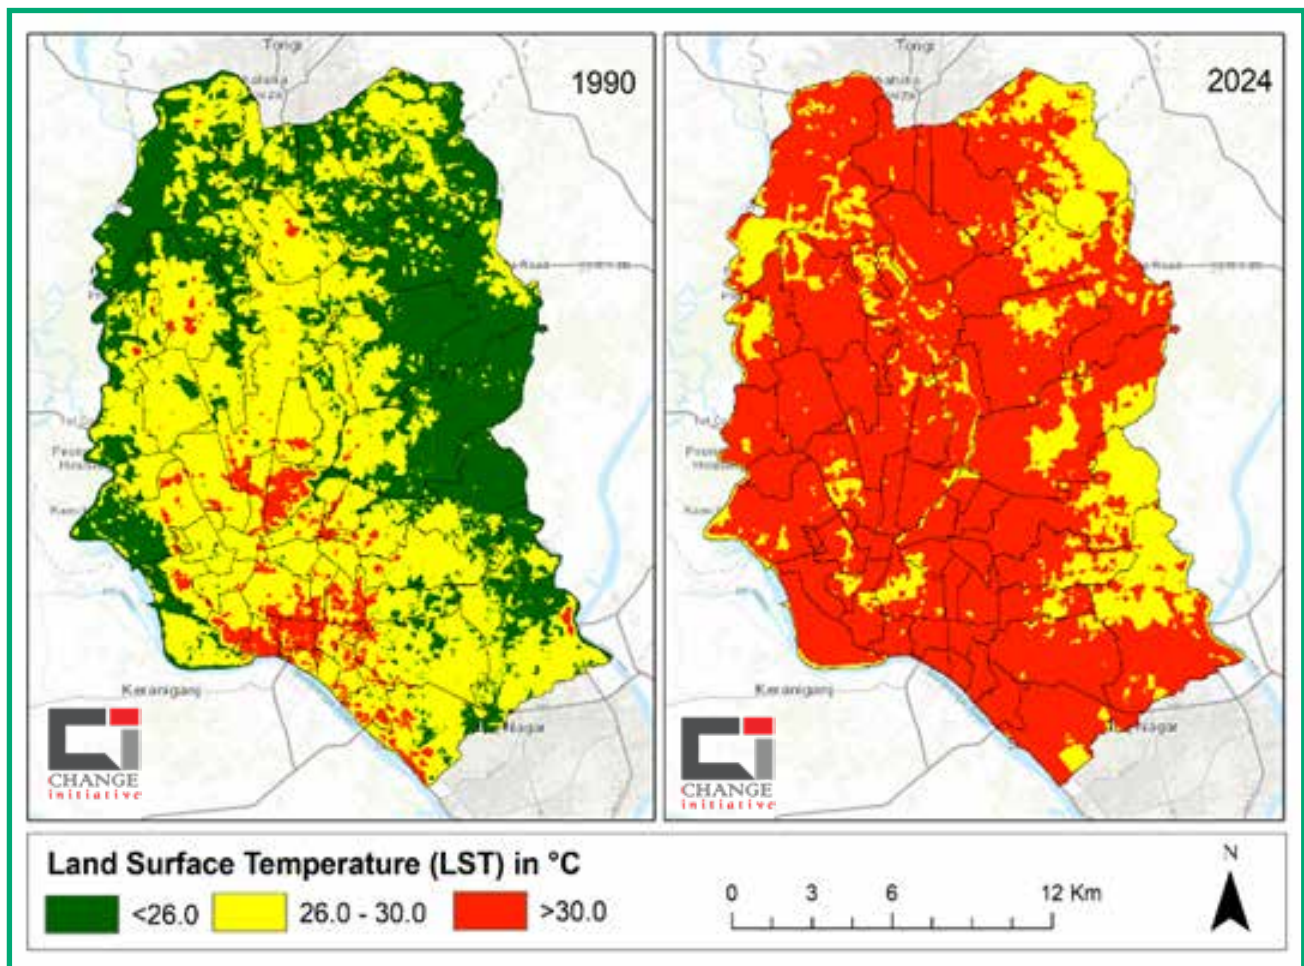 Tongi
1990
Keraniganj
Nagar
CHANGE
initiative
Tongi
2024
Road
Keraniganj
Nagar
CHANGE
initiative
Land Surface Temperature (LST) in °C
<26.0
26.0 - 30.0
>30.0
0 3 6 12 Km
N